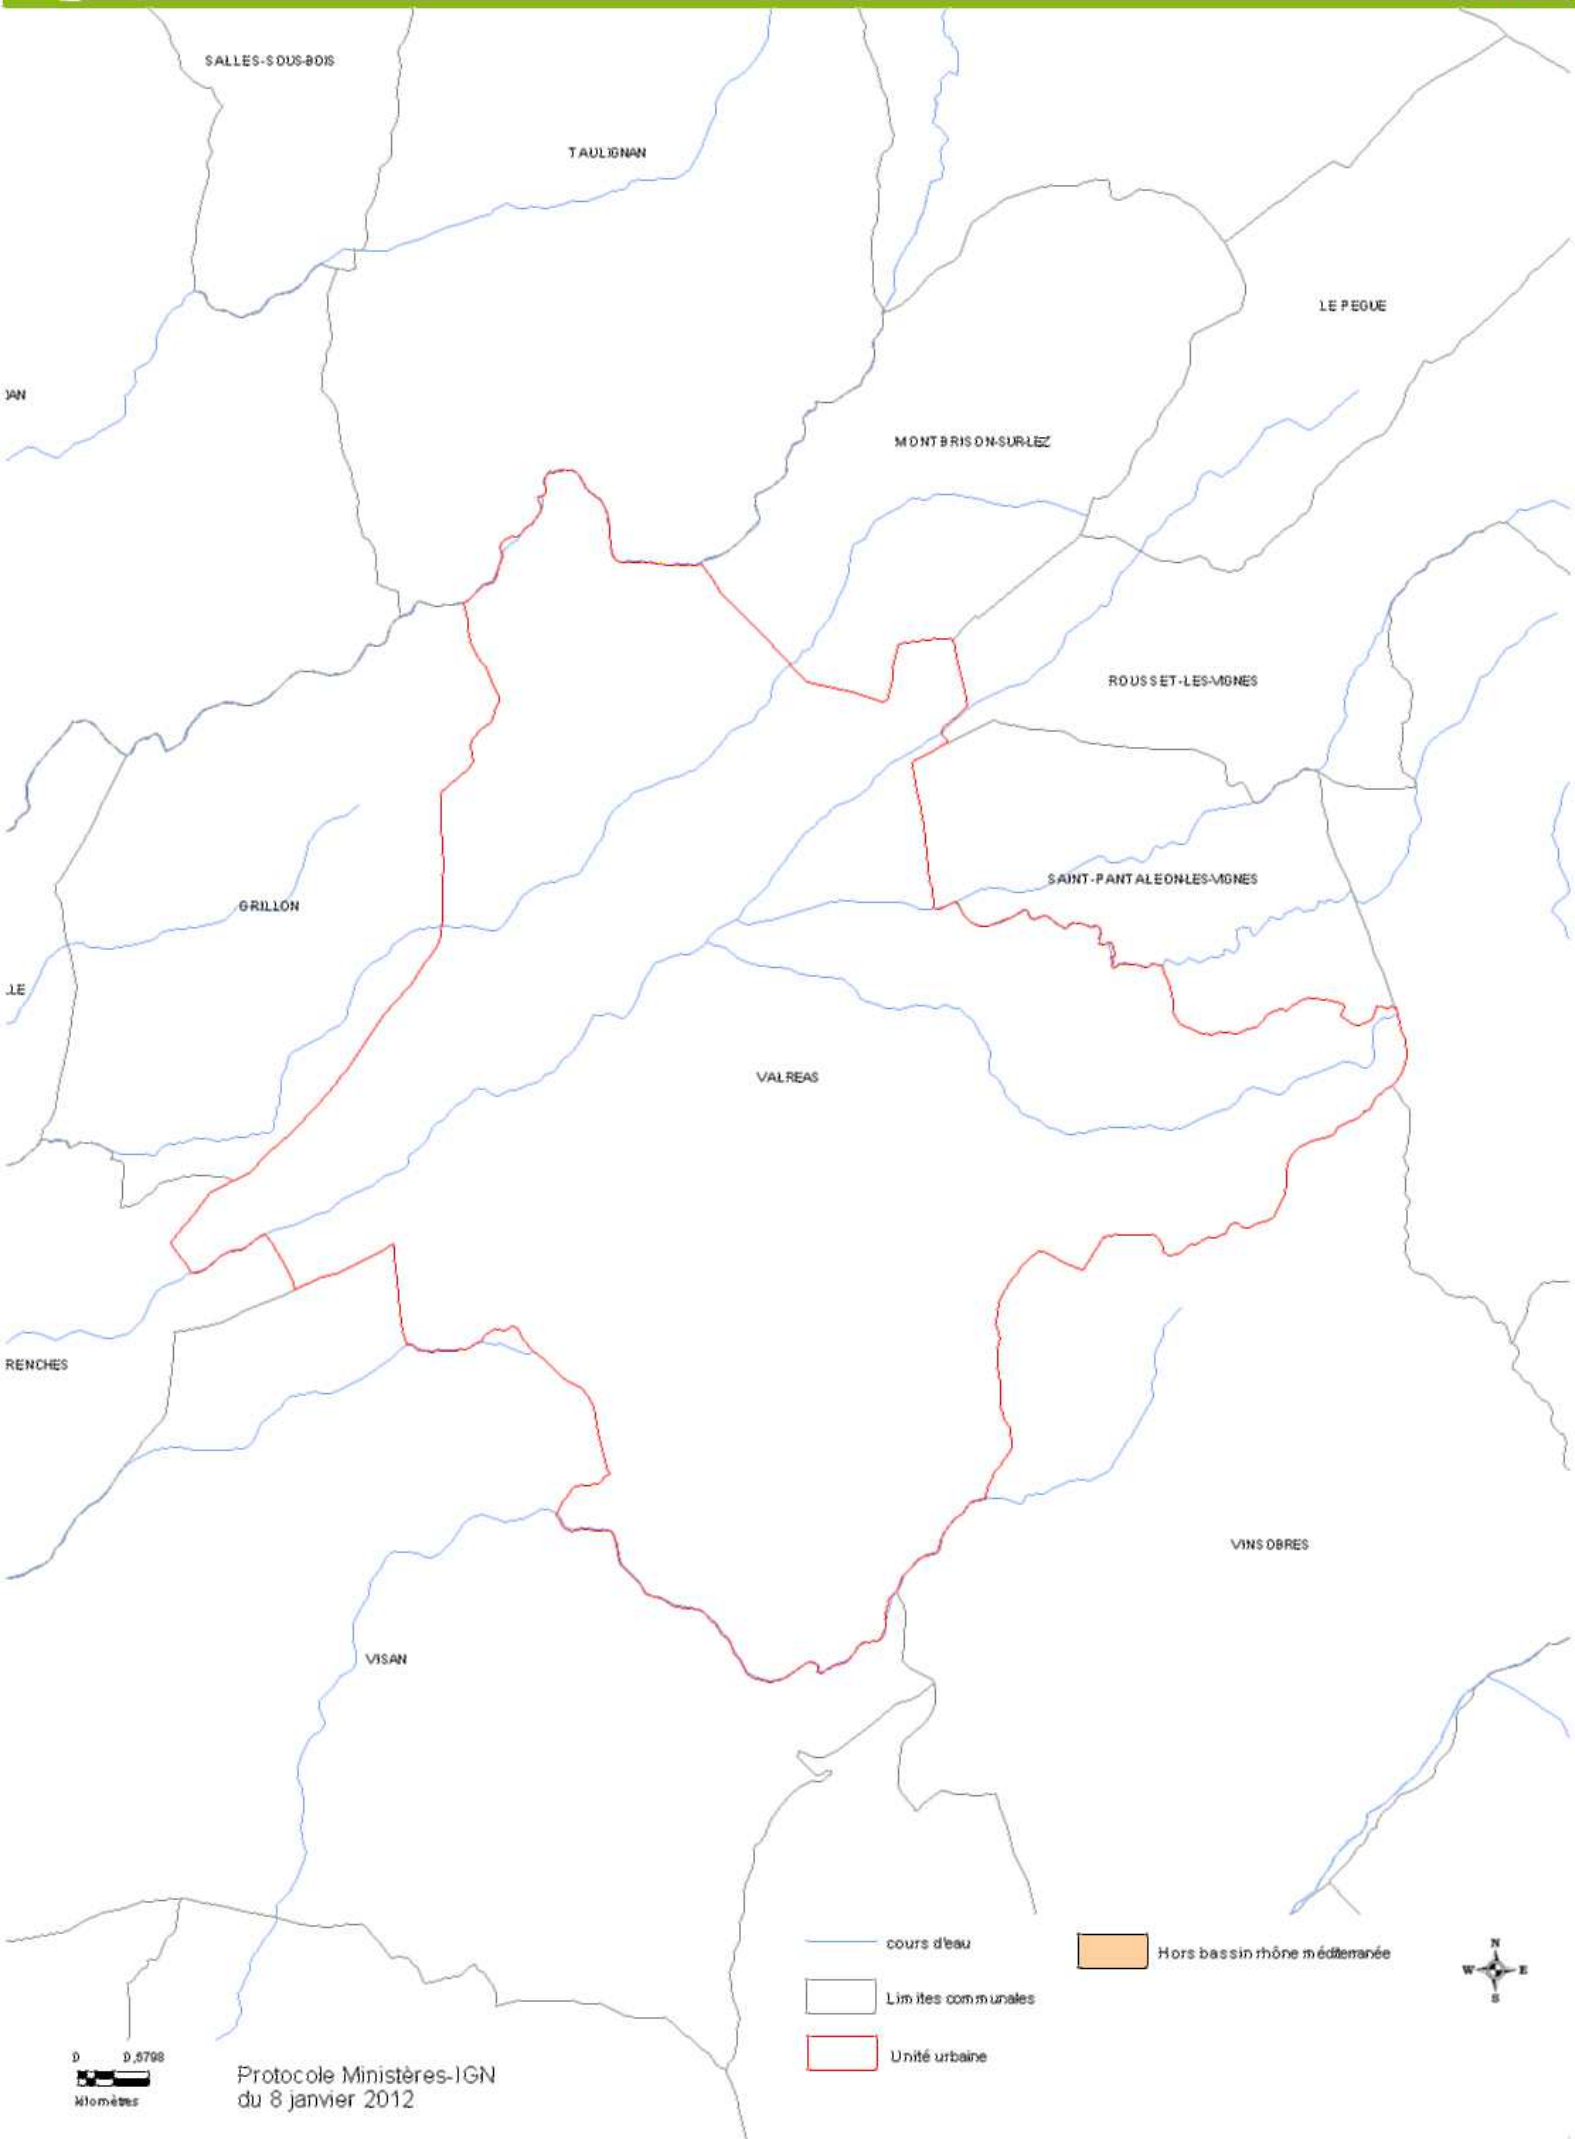 SALLES-SOUS-BOIS
TAULIGNAN
LE PEGUE
MONTBRISON-SUR-LEZ
ROUSSET-LES-VIGNES
SAINT-PANTALEON-LES-VIGNES
GRILLON
VALREAS
RENCHES
VINSOBRES
VISAN
cours d'eau
Limites communales
Unité urbaine
Hors bassin rhône méditerranée
N
W E
S
0 0,6798
kilomètres
Protocole Ministères-IGN
du 8 janvier 2012